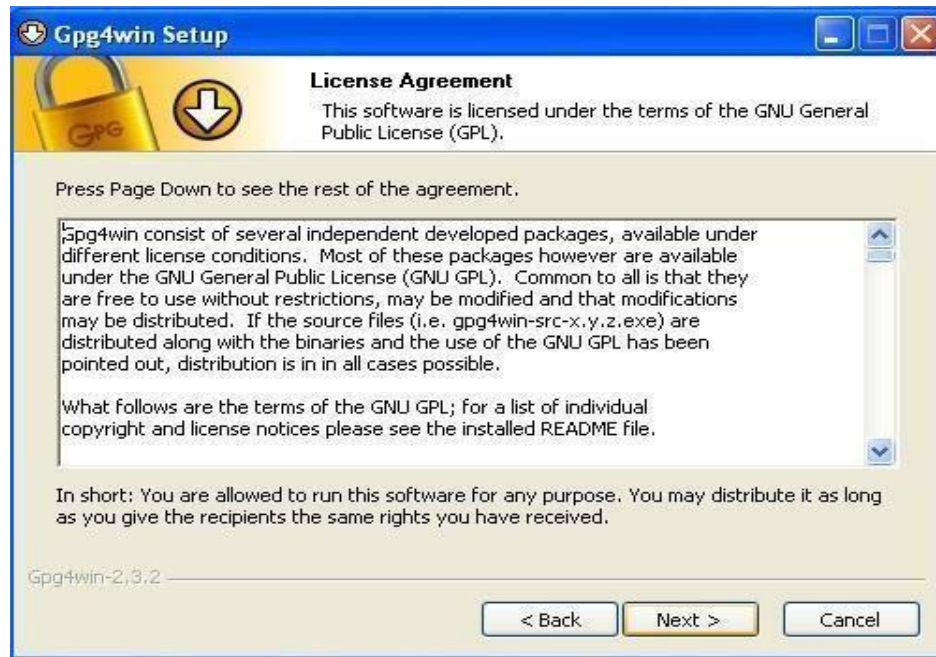 Gpg4win Setup
GPG
License Agreement
This software is licensed under the terms of the GNU General
Public License (GPL).
Press Page Down to see the rest of the agreement.
Gpg4win consist of several independent developed packages, available under
different license conditions.  Most of these packages however are available
under the GNU General Public License (GNU GPL).  Common to all is that they
are free to use without restrictions, may be modified and that modifications
may be distributed.  If the source files (i.e. gpg4win-src-x.y.z.exe) are
distributed along with the binaries and the use of the GNU GPL has been
pointed out, distribution is in in all cases possible.
What follows are the terms of the GNU GPL; for a list of individual
copyright and license notices please see the installed README file.
In short: You are allowed to run this software for any purpose. You may distribute it as long
as you give the recipients the same rights you have received.
Gpg4win-2.3.2
< Back Next > Cancel